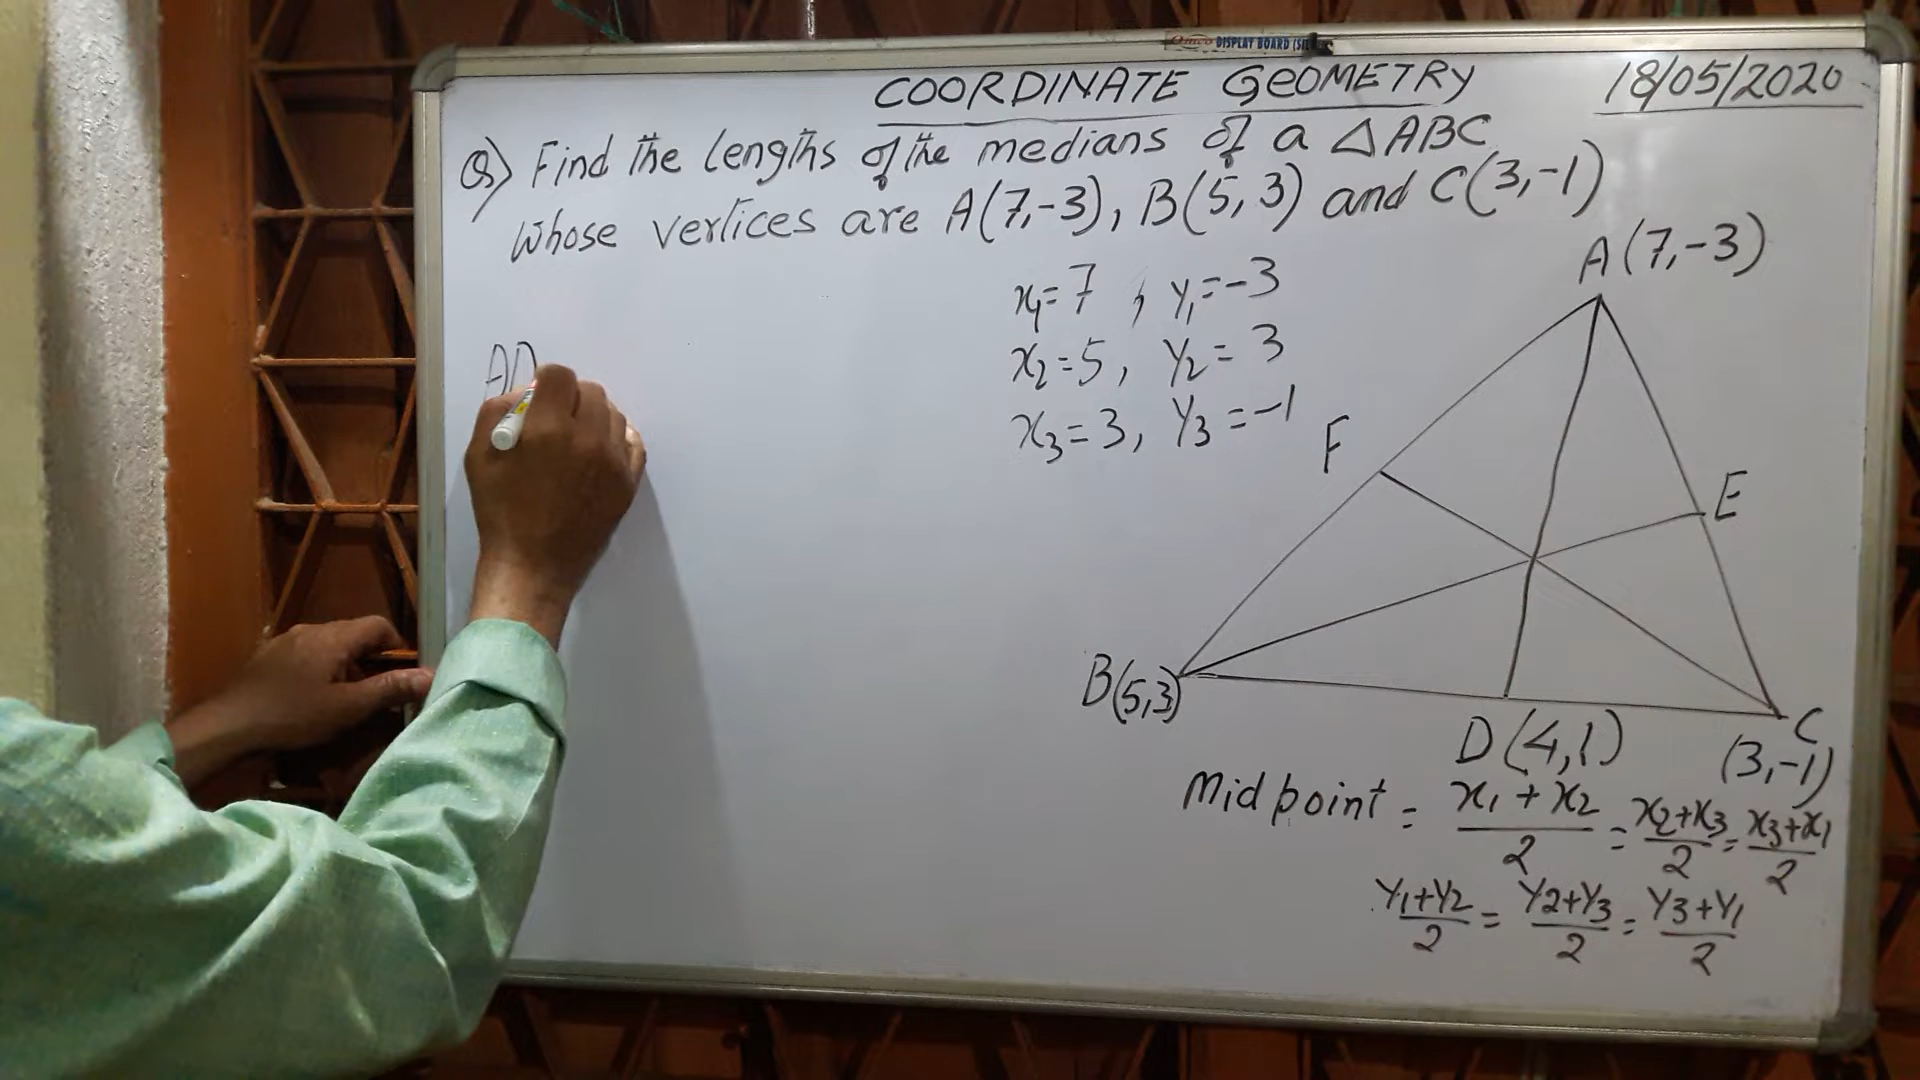 Omco DISPLAY BOARD
COORDINATE GEOMETRY 18/05/2020
Q) Find the lengths of the medians of a △ABC
whose vertices are A(7,-3), B(5,3) and C(3,-1)
x₁=7 , y₁=-3
x₂=5, y₂=3
x₃=3, y₃=-1
AD
A(7,-3)
F
E
B(5,3)
D(4,1)
C
(3,-1)
Midpoint = x₁+x₂/2 = x₂+x₃/2 = x₃+x₁/2
y₁+y₂/2 = y₂+y₃/2 = y₃+y₁/2